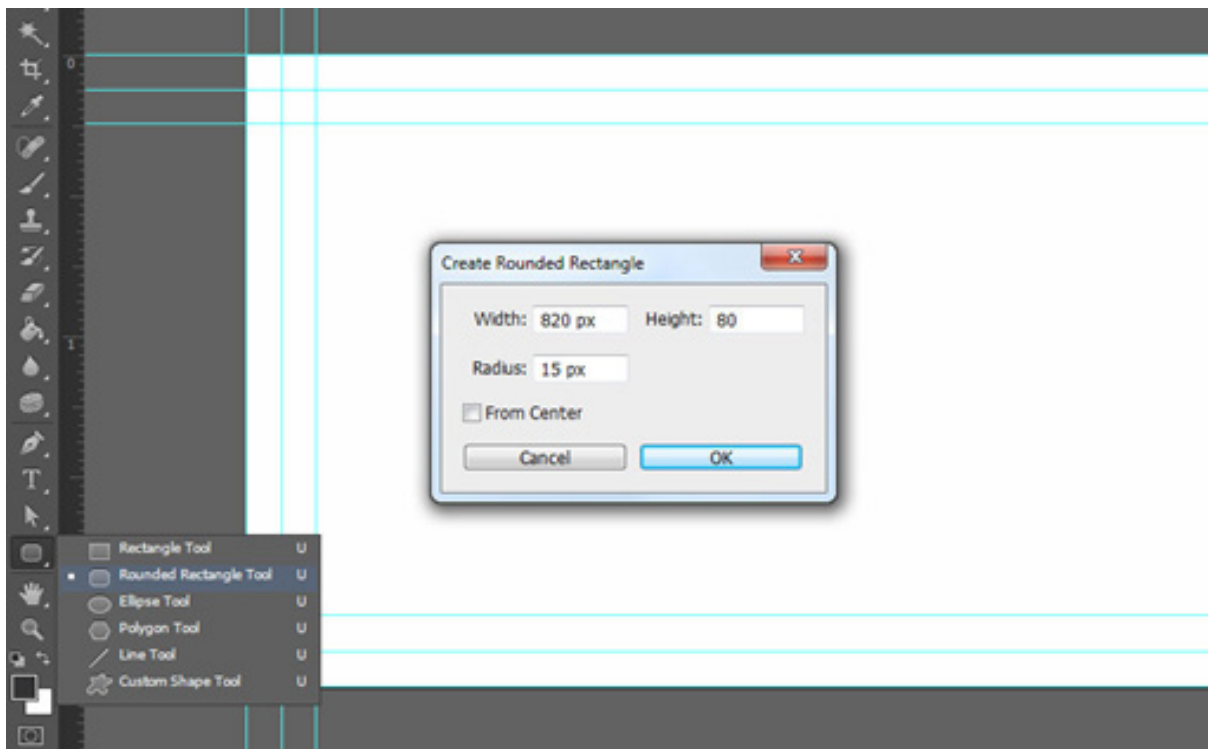 0
1
Create Rounded Rectangle
Width: 820 px Height: 80
Radius: 15 px
From Center
Cancel OK
T
Rectangle Tool U
Rounded Rectangle Tool U
Ellipse Tool U
Polygon Tool U
Line Tool U
Custom Shape Tool U